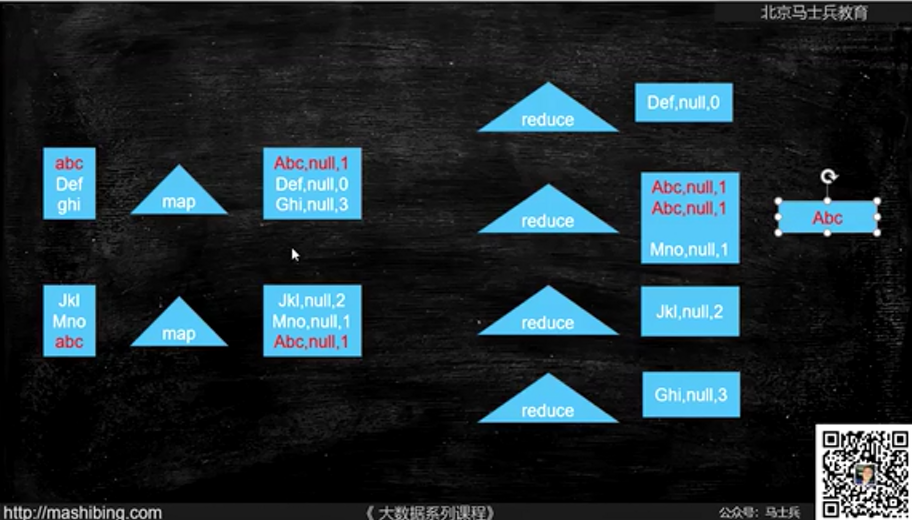 北京马士兵教育
abc
Def
ghi
map
Abc,null,1
Def,null,0
Ghi,null,3
Jkl
Mno
abc
map
Jkl,null,2
Mno,null,1
Abc,null,1
reduce
Def,null,0
reduce
Abc,null,1
Abc,null,1
Mno,null,1
Abc
reduce
Jkl,null,2
reduce
Ghi,null,3
http://mashibing.com
《 大数据系列课程》
公众号：马士兵